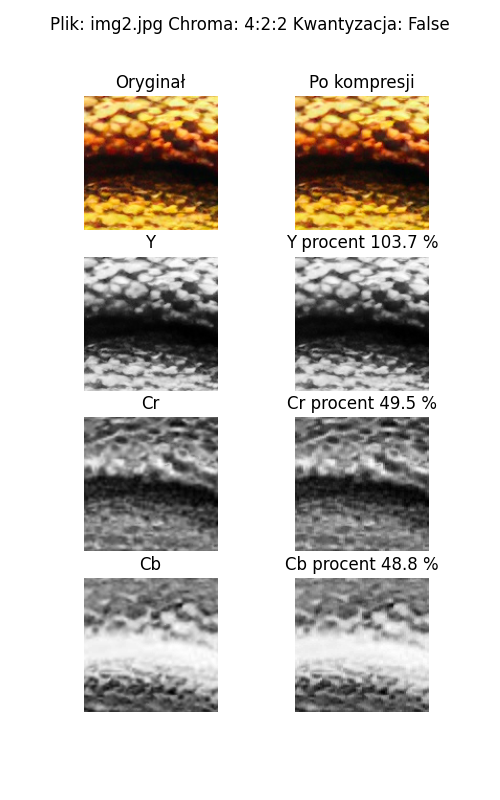 Plik: img2.jpg Chroma: 4:2:2 Kwantyzacja: False
Oryginał Po kompresji
Y Y procent 103.7 %
Cr Cr procent 49.5 %
Cb Cb procent 48.8 %